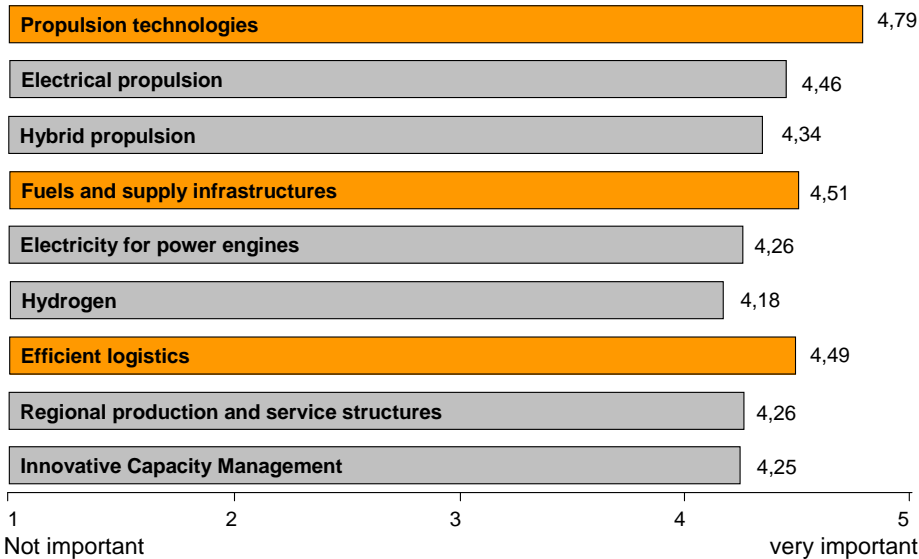 Propulsion technologies 4,79
Electrical propulsion 4,46
Hybrid propulsion 4,34
Fuels and supply infrastructures 4,51
Electricity for power engines 4,26
Hydrogen 4,18
Efficient logistics 4,49
Regional production and service structures 4,26
Innovative Capacity Management 4,25
1 2 3 4 5
Not important very important